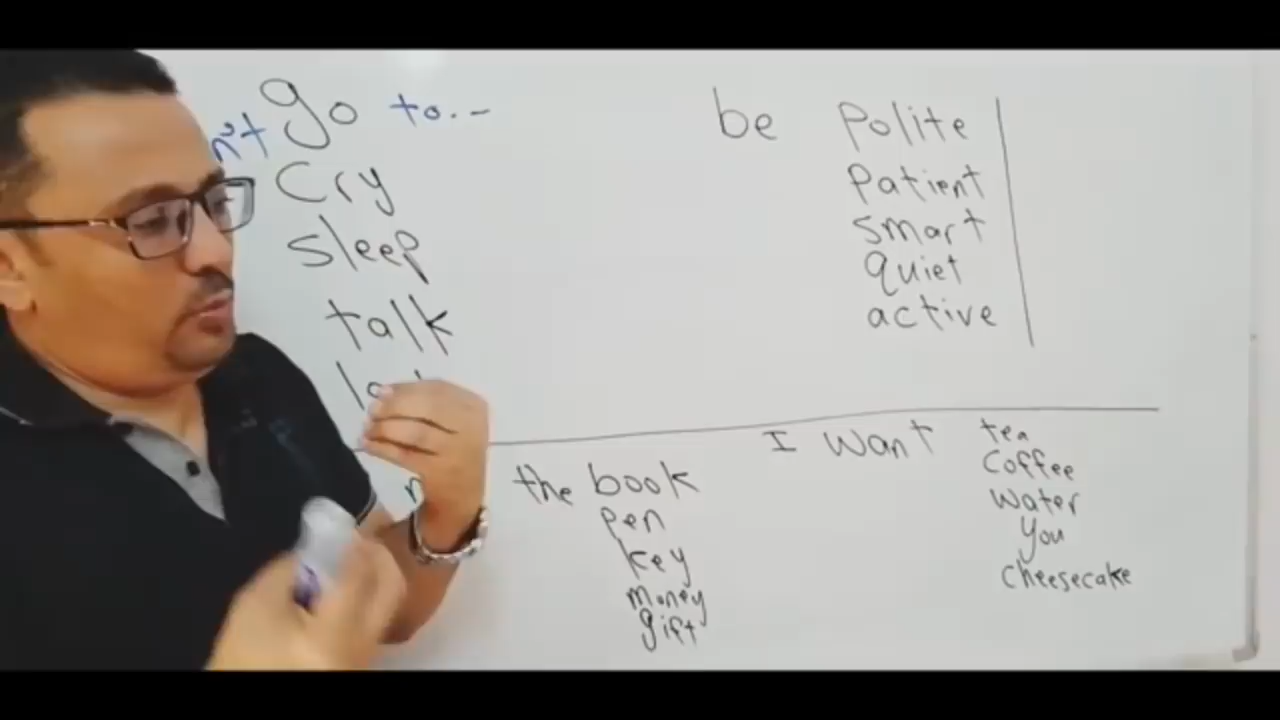 go to..-
cry
sleep
talk
be polite
patient
smart
quiet
active
the book
pen
key
money
gift
I want tea
coffee
water
you
cheesecake